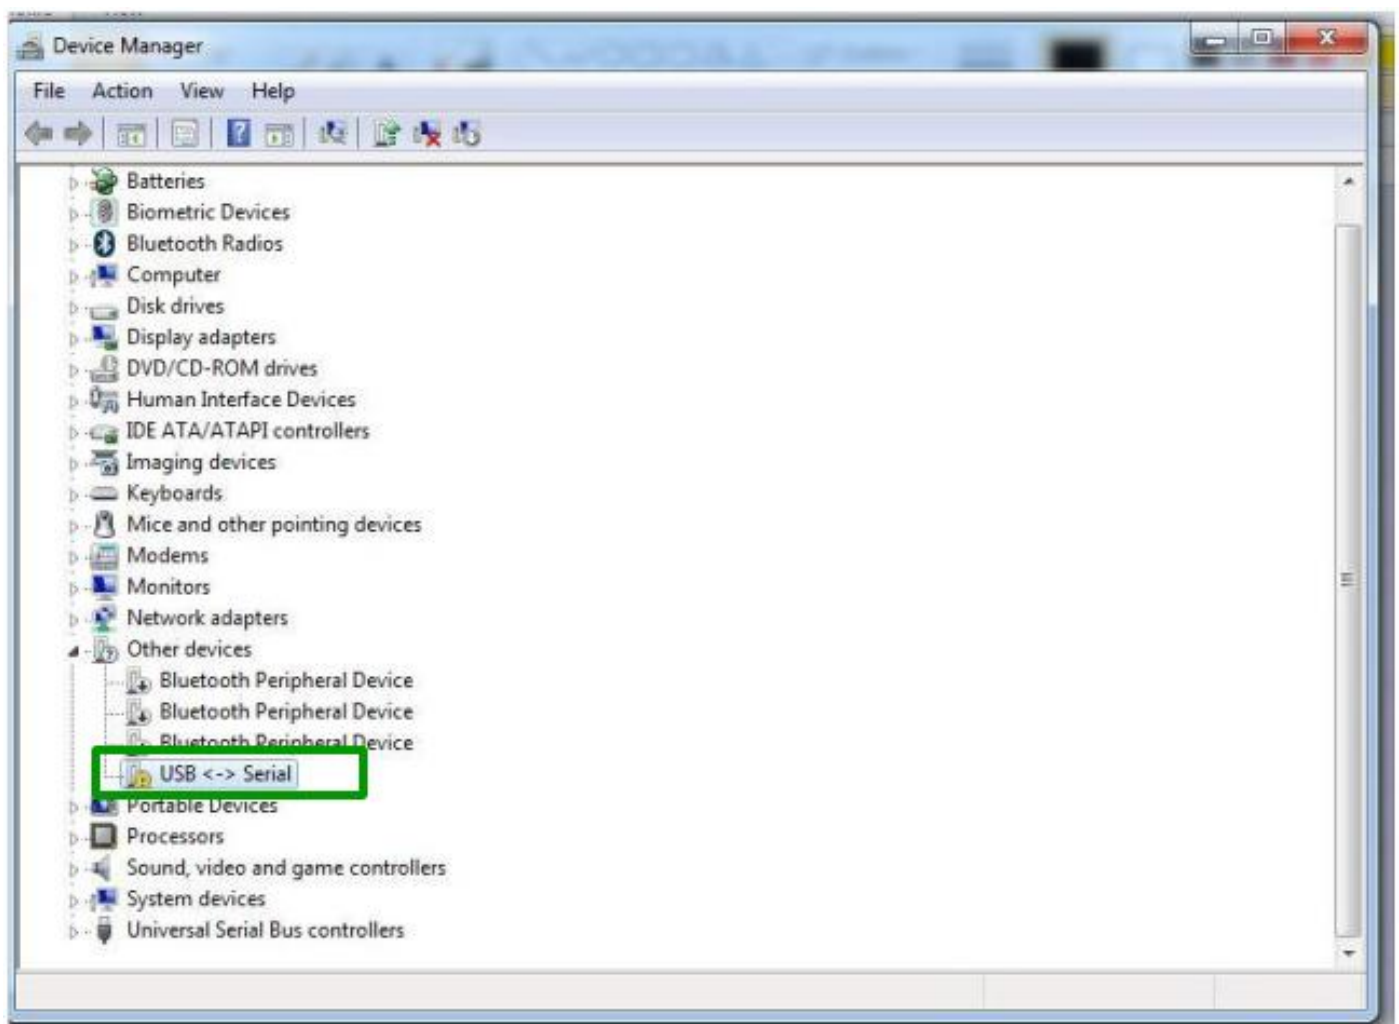 View
Device Manager
File Action View Help
Batteries
Biometric Devices
Bluetooth Radios
Computer
Disk drives
Display adapters
DVD/CD-ROM drives
Human Interface Devices
IDE ATA/ATAPI controllers
Imaging devices
Keyboards
Mice and other pointing devices
Modems
Monitors
Network adapters
Other devices
Bluetooth Peripheral Device
Bluetooth Peripheral Device
Bluetooth Peripheral Device
USB <-> Serial
Portable Devices
Processors
Sound, video and game controllers
System devices
Universal Serial Bus controllers